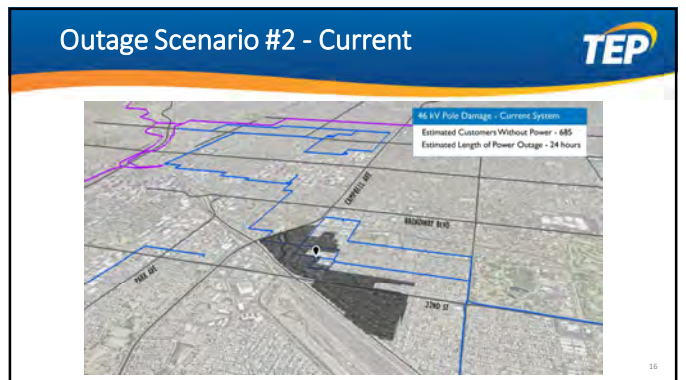 Outage Scenario #2 - Current
TEP
46 kV Pole Damage - Current System
Estimated Customers Without Power - 685
Estimated Length of Power Outage - 24 hours
CAMPBELL AVE
BROADWAY BLVD
PARK AVE
22ND ST
16